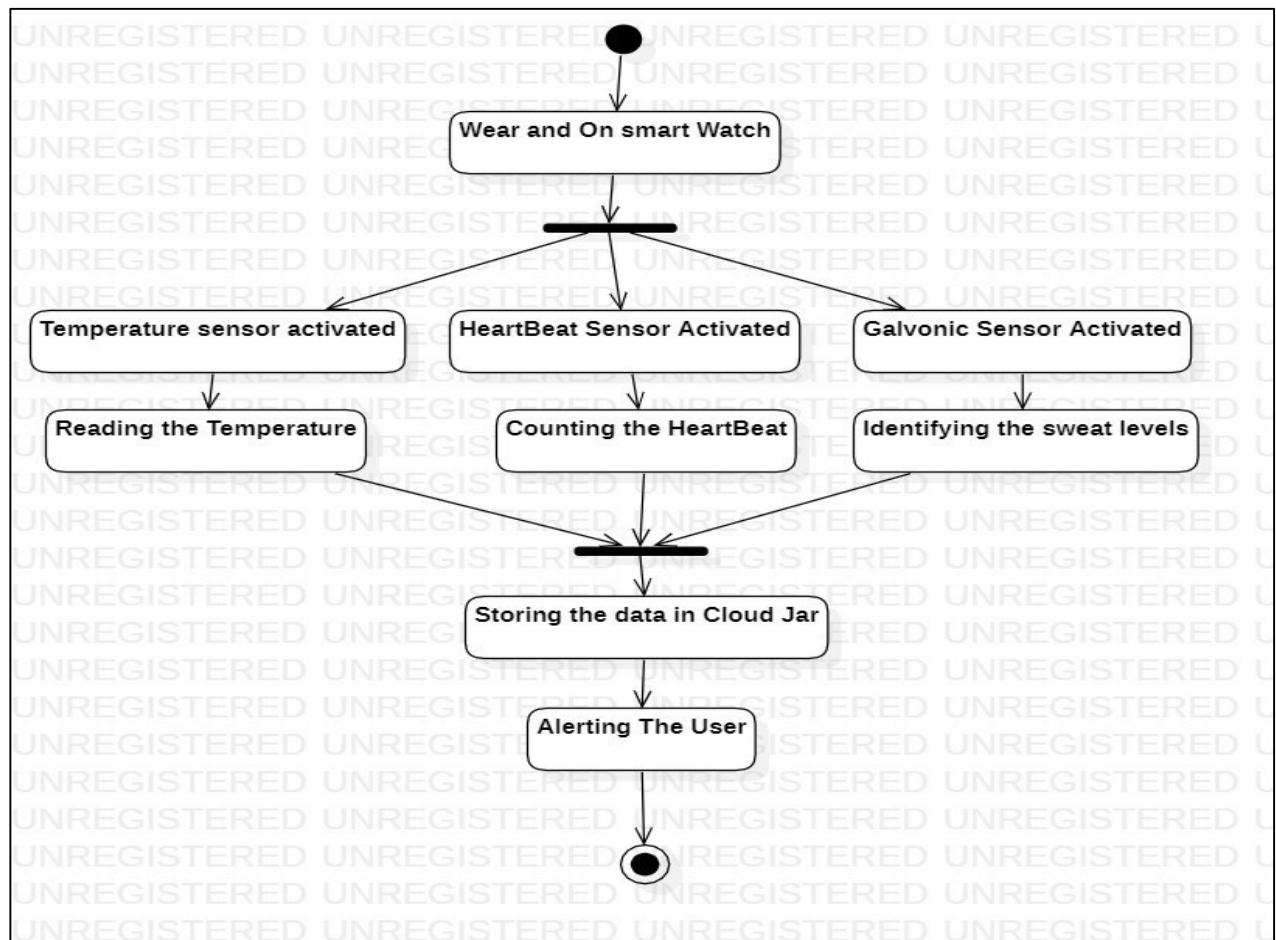 Wear and On smart Watch
Temperature sensor activated
HeartBeat Sensor Activated
Galvonic Sensor Activated
Reading the Temperature
Counting the HeartBeat
Identifying the sweat levels
Storing the data in Cloud Jar
Alerting The User
UNREGISTERED